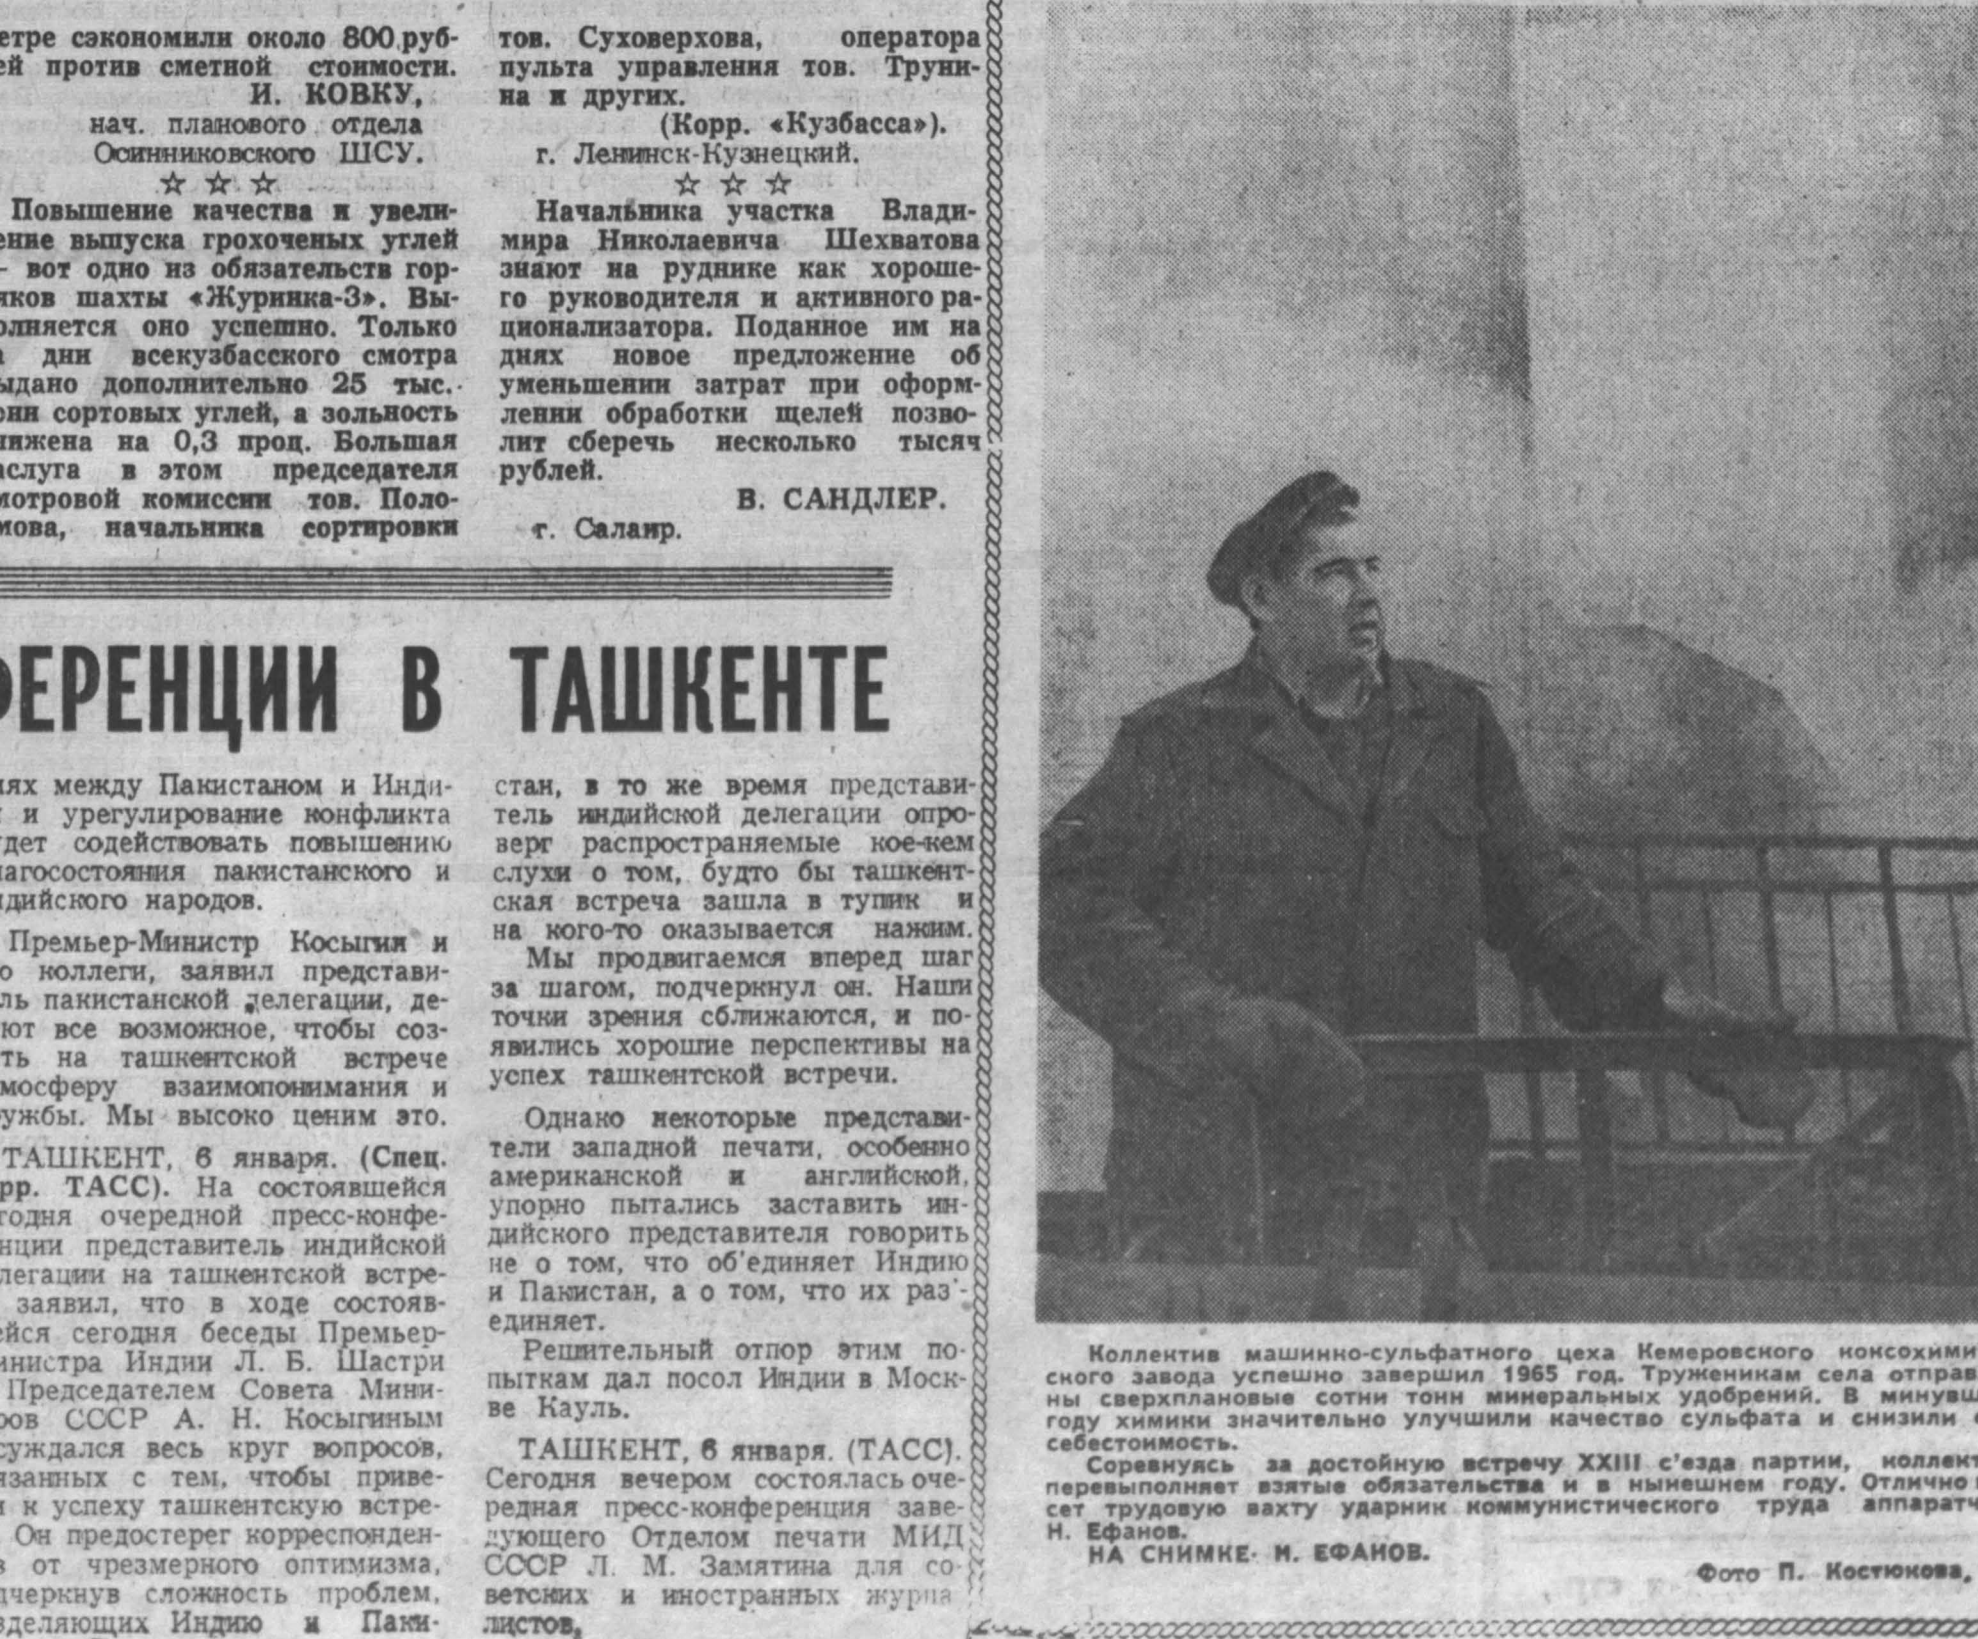 етре сэкономили около 800 руб-
ей против сметной стоимости.
И. КОВКУ,
нач. планового отдела
Осинниковского ШСУ.
☆ ☆ ☆
Повышение качества и увели-
ение выпуска грохоченых углей
- вот одно из обязательств гор-
яков шахты «Журинка-3». Вы-
олняется оно успешно. Только
а дни всекузбасского смотра
ыдано дополнительно 25 тыс.
онн сортовых углей, а зольность
нижена на 0,3 проц. Большая
аслуга в этом председателя
мотровой комиссии тов. Поло-
мова, начальника сортировки
тов. Суховерхова, оператора
пульта управления тов. Труни-
на и других.
(Корр. «Кузбасса»).
г. Ленинск-Кузнецкий.
☆ ☆ ☆
Начальника участка Влади-
мира Николаевича Шехватова
знают на руднике как хороше-
го руководителя и активного ра-
ционализатора. Поданное им на
днях новое предложение об
уменьшении затрат при оформ-
лении обработки щелей позво-
лит сберечь несколько тысяч
рублей.
В. САНДЛЕР.
г. Салаир.
ФЕРЕНЦИИ В ТАШКЕНТЕ
иях между Пакистаном и Инди-
и урегулирование конфликта
удет содействовать повышению
лагосостояния пакистанского и
ндийского народов.
Премьер-Министр Косыгин и
о коллеги, заявил представи-
ль пакистанской делегации, де-
ют все возможное, чтобы соз-
ть на ташкентской встрече
мосферу взаимопонимания и
ружбы. Мы высоко ценим это.
ТАШКЕНТ, 6 января. (Спец.
рр. ТАСС). На состоявшейся
годня очередной пресс-конфе-
нции представитель индийской
легации на ташкентской встре-
заявил, что в ходе состояв-
ейся сегодня беседы Премьер-
инистра Индии Л. Б. Шастри
Председателем Совета Мини-
ров СССР А. Н. Косыгиным
суждался весь круг вопросов,
язанных с тем, чтобы приве-
и к успеху ташкентскую встре-
Он предостерег корреспонден-
в от чрезмерного оптимизма,
дчеркнув сложность проблем,
зделяющих Индию и Паки-
стан, в то же время представи-
тель индийской делегации опро-
верг распространяемые кое-кем
слухи о том, будто бы ташкент-
ская встреча зашла в тупик и
на кого-то оказывается нажим.
Мы продвигаемся вперед шаг
за шагом, подчеркнул он. Наши
точки зрения сближаются, и по-
явились хорошие перспективы на
успех ташкентской встречи.
Однако некоторые представи-
тели западной печати, особенно
американской и английской,
упорно пытались заставить ин-
дийского представителя говорить
не о том, что об'единяет Индию
и Пакистан, а о том, что их раз'-
единяет.
Решительный отпор этим по-
пыткам дал посол Индии в Моск-
ве Кауль.
ТАШКЕНТ, 6 января. (ТАСС).
Сегодня вечером состоялась оче-
редная пресс-конференция заве-
дующего Отделом печати МИД
СССР Л. М. Замятина для со-
ветских и иностранных журна
листов,
Коллектив машинно-сульфатного цеха Кемеровского коксохими
ского завода успешно завершил 1965 год. Труженикам села отправ
ны сверхплановые сотни тонн минеральных удобрений. В минувш
году химики значительно улучшили качество сульфата и снизили
себестоимость.
Соревнуясь за достойную встречу XXIII с'езда партии, коллект
перевыполняет взятые обязательства и в нынешнем году. Отлично
сет трудовую вахту ударник коммунистического труда аппаратч
Н. Ефанов.
НА СНИМКЕ: Н. ЕФАНОВ.
Фото П. Костюкова.